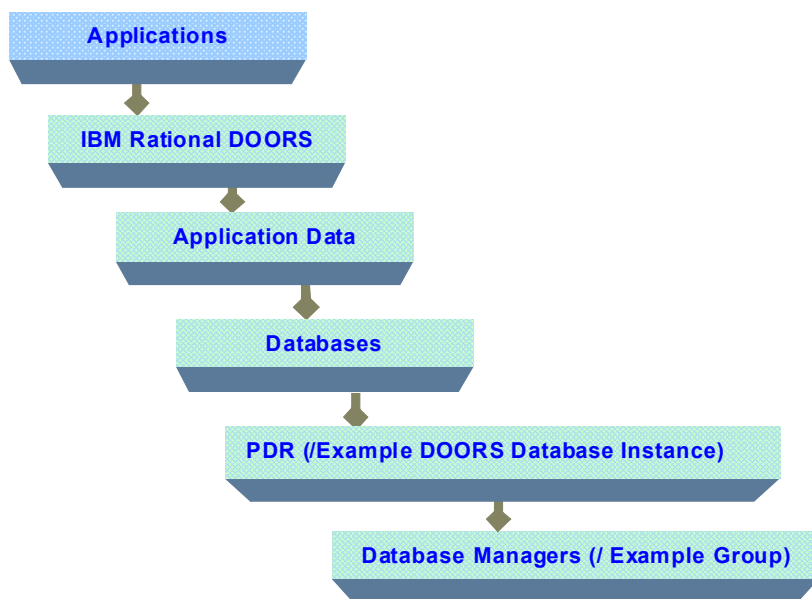 Applications
IBM Rational DOORS
Application Data
Databases
PDR (/Example DOORS Database Instance)
Database Managers (/ Example Group)